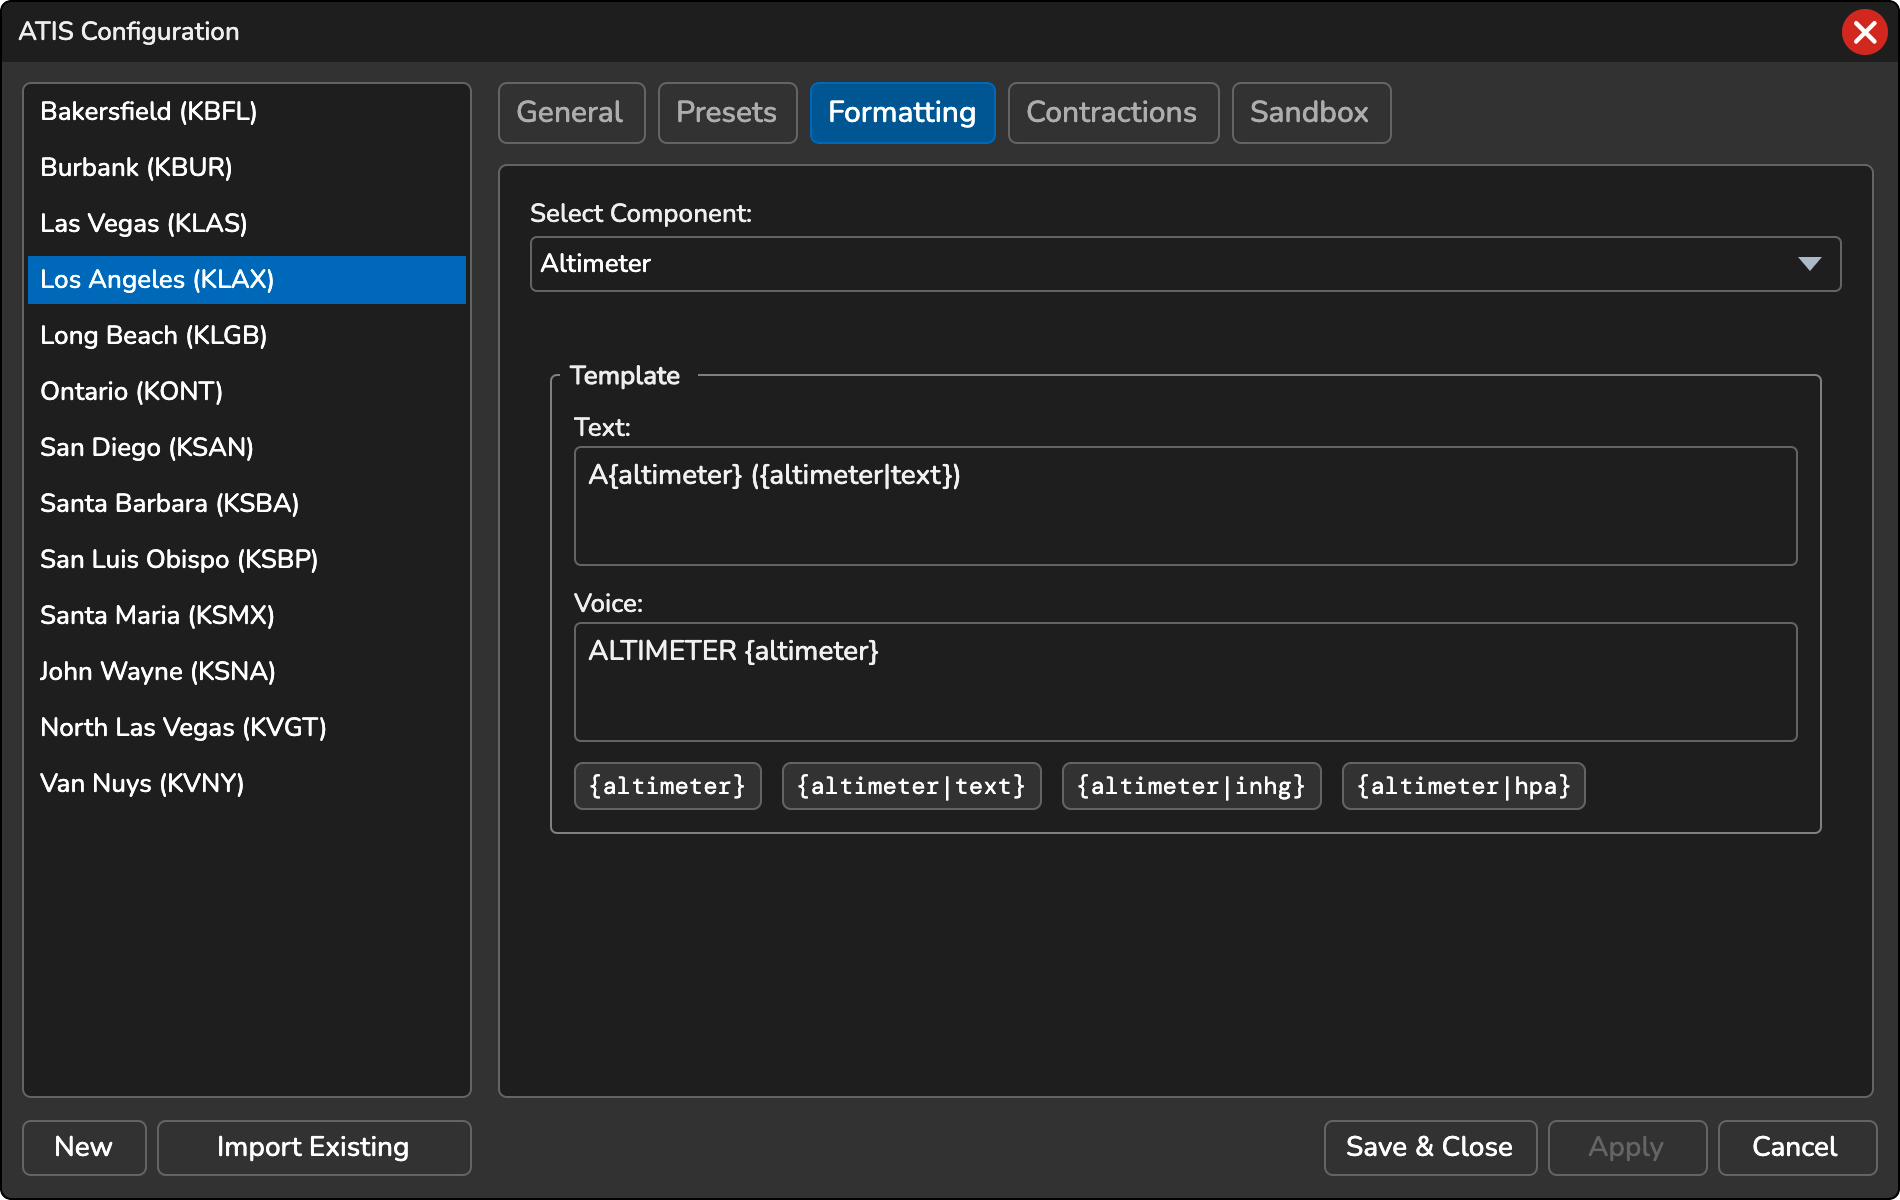 ATIS Configuration
Bakersfield (KBFL)
Burbank (KBUR)
Las Vegas (KLAS)
Los Angeles (KLAX)
Long Beach (KLGB)
Ontario (KONT)
San Diego (KSAN)
Santa Barbara (KSBA)
San Luis Obispo (KSBP)
Santa Maria (KSMX)
John Wayne (KSNA)
North Las Vegas (KVGT)
Van Nuys (KVNY)
General Presets Formatting Contractions Sandbox
Select Component:
Altimeter
Template
Text:
A{altimeter} ({altimeter|text})
Voice:
ALTIMETER {altimeter}
{altimeter} {altimeter|text} {altimeter|inhg} {altimeter|hpa}
New Import Existing Save & Close Apply Cancel